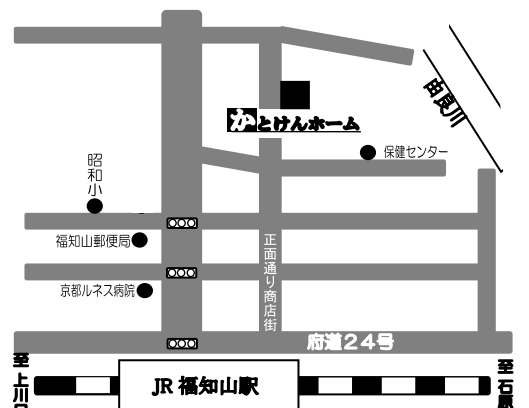 由良川
かとけんホーム
保健センター
昭和小
福知山郵便局
正面通り商店街
京都ルネス病院
府道24号
至上川口
至石原
JR 福知山駅